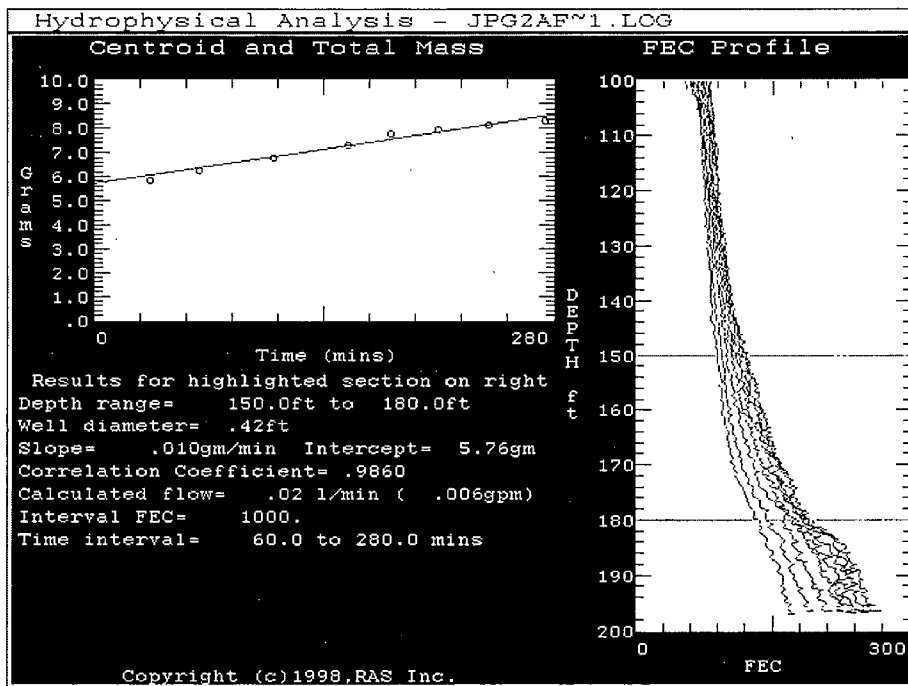 Hydrophysical Analysis - JPG2AF~1.LOG
Centroid and Total Mass
10.0
9.0
8.0
7.0
6.0
5.0
4.0
3.0
2.0
1.0
.0
Grams
0
280
Time (mins)
Results for highlighted section on right
Depth range= 150.0ft to 180.0ft
Well diameter= .42ft
Slope= .010gm/min Intercept= 5.76gm
Correlation Coefficient= .9860
Calculated flow= .02 l/min ( .006gpm)
Interval FEC= 1000.
Time interval= 60.0 to 280.0 mins
Copyright (c)1998,RAS Inc.
FEC Profile
100
100
120
130
140
150
160
170
180
190
200
DEPTH ft
0
300
FEC